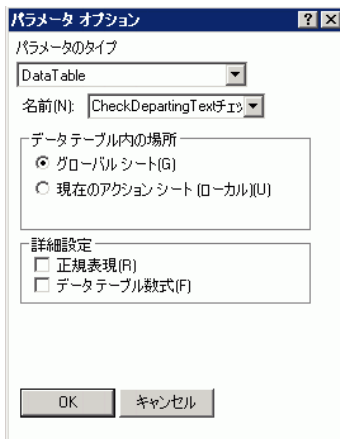 パラメータ オプション
パラメータのタイプ
DataTable
名前(N): CheckDepartingTextチェッ
データ テーブル内の場所
グローバル シート(G)
現在のアクション シート (ローカル)(U)
詳細設定
正規表現(R)
データ テーブル数式(F)
OK キャンセル